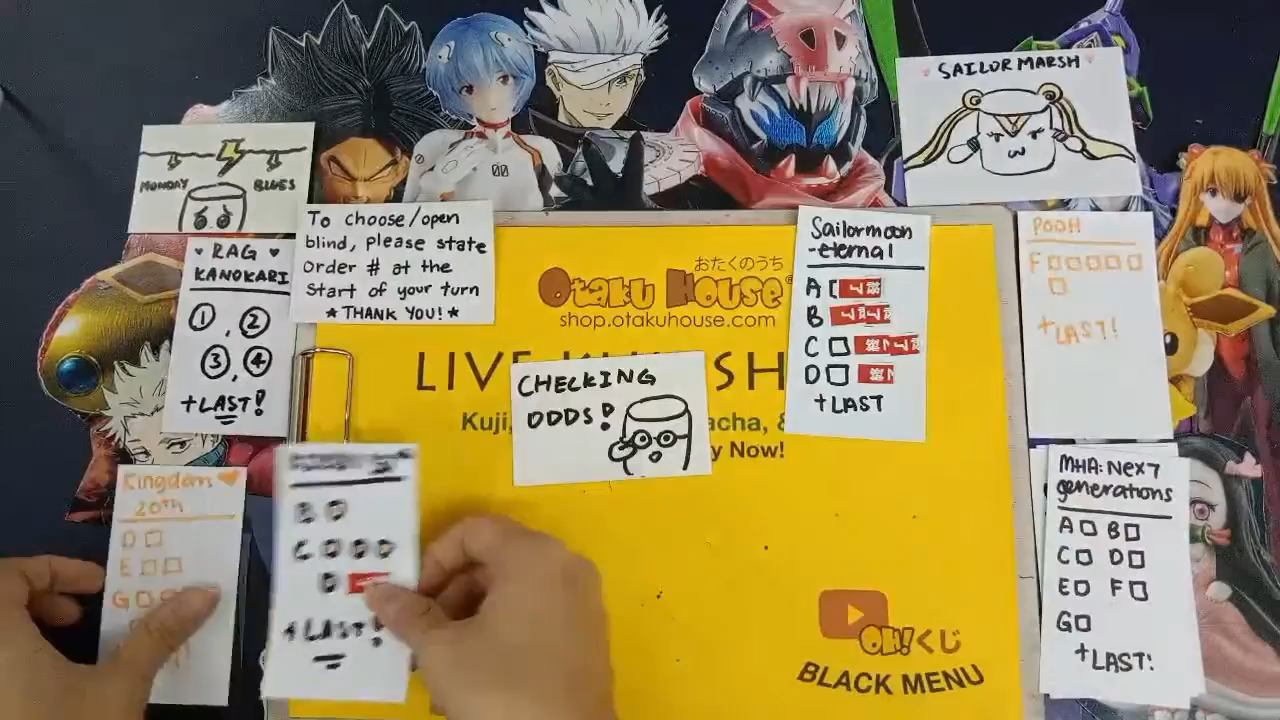 SAILOR MARSH
MONDAY BLUES
RAG
KANOKARI
①, ②
③, ④
+LAST!
To choose/open
blind, please state
Order # at the
start of your turn
★ THANK YOU! ★
おたくのうち
Otaku House
shop.otakuhouse.com
LIVE
SH
Kuji,
acha, &
y Now!
CHECKING
ODDS!
Sailormoon
-eternal
A
B
C
D
+LAST
POOH
F
+LAST!
MHA: Next
generations
A B
C D
E F
G
+LAST!
Kingdom
20th
D
E
G
B
C
D
+LAST!
Oh!くじ
BLACK MENU
00